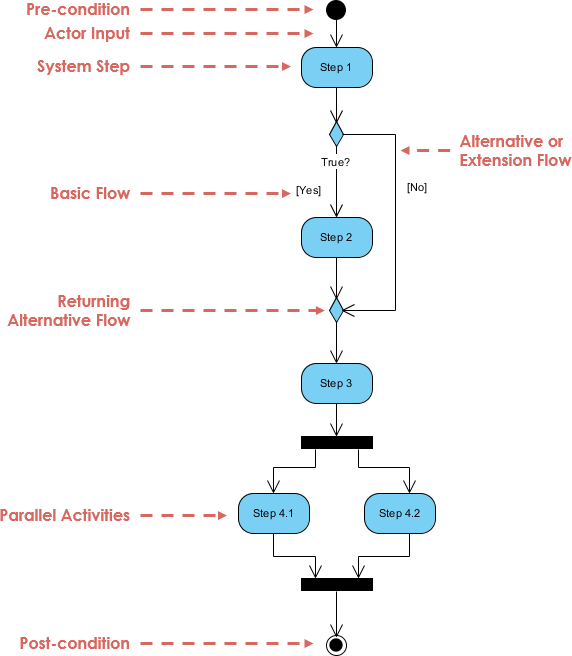 Pre-condition
Actor Input
System Step
Step 1
Alternative or
Extension Flow
True?
Basic Flow
[Yes]
[No]
Step 2
Returning
Alternative Flow
Step 3
Parallel Activities
Step 4.1
Step 4.2
Post-condition